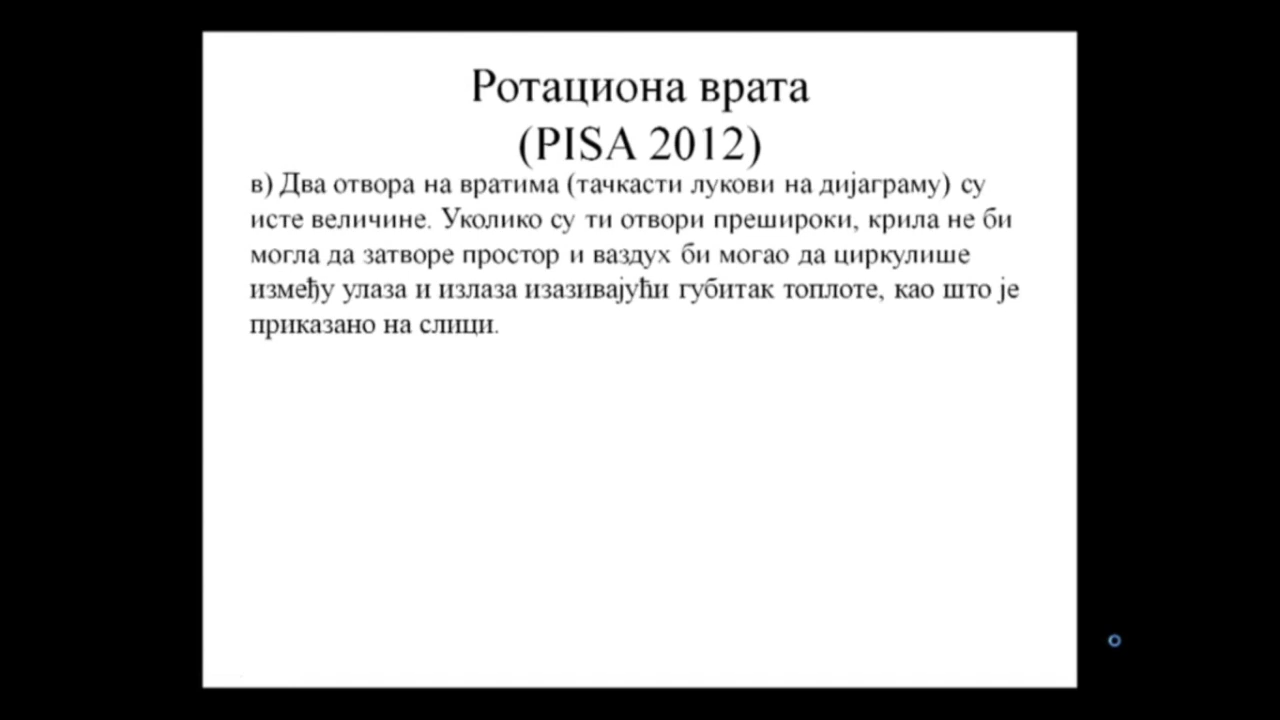 Ротациона врата
(PISA 2012)
в) Два отвора на вратима (тачкасти лукови на дијаграму) су
исте величине. Уколико су ти отвори прешироки, крила не би
могла да затворе простор и ваздух би могао да циркулише
између улаза и излаза изазивајући губитак топлоте, као што је
приказано на слици.